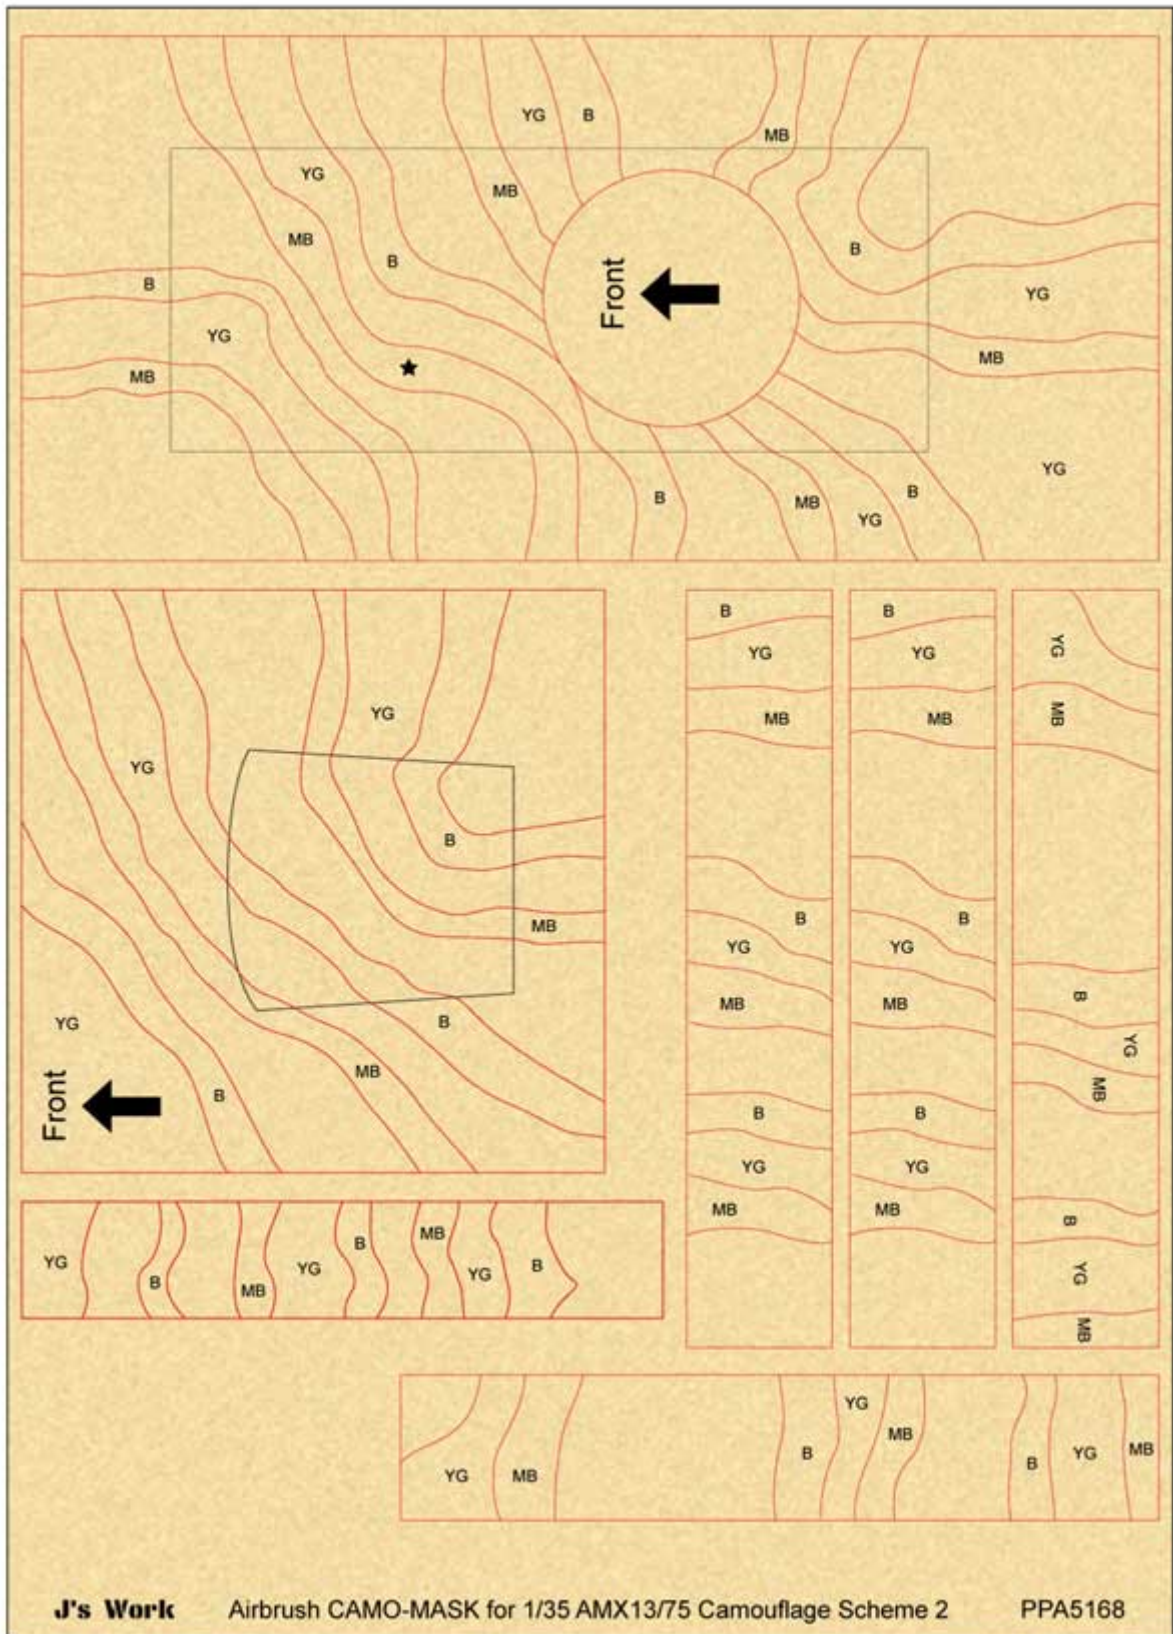 YG B MB
YG MB
MB B B
B YG Front YG
YG MB
MB
YG
B MB B
YG
B B YG
YG YG
YG MB MB MB
YG
B B B
MB YG YG
B MB MB B
YG YG
B MB MB
Front B B B
YG YG
MB MB B
YG B MB YG B MB YG B YG
MB
YG MB B YG MB B YG MB
J's Work Airbrush CAMO-MASK for 1/35 AMX13/75 Camouflage Scheme 2 PPA5168